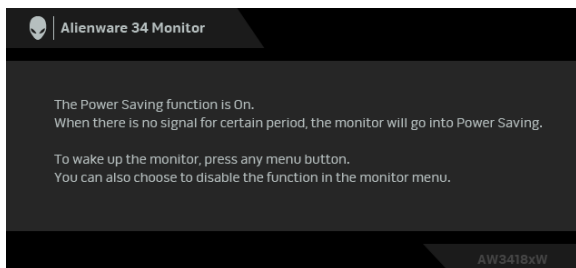 Alienware 34 Monitor
The Power Saving function is On.
When there is no signal for certain period, the monitor will go into Power Saving.
To wake up the monitor, press any menu button.
You can also choose to disable the function in the monitor menu.
AW3418xW